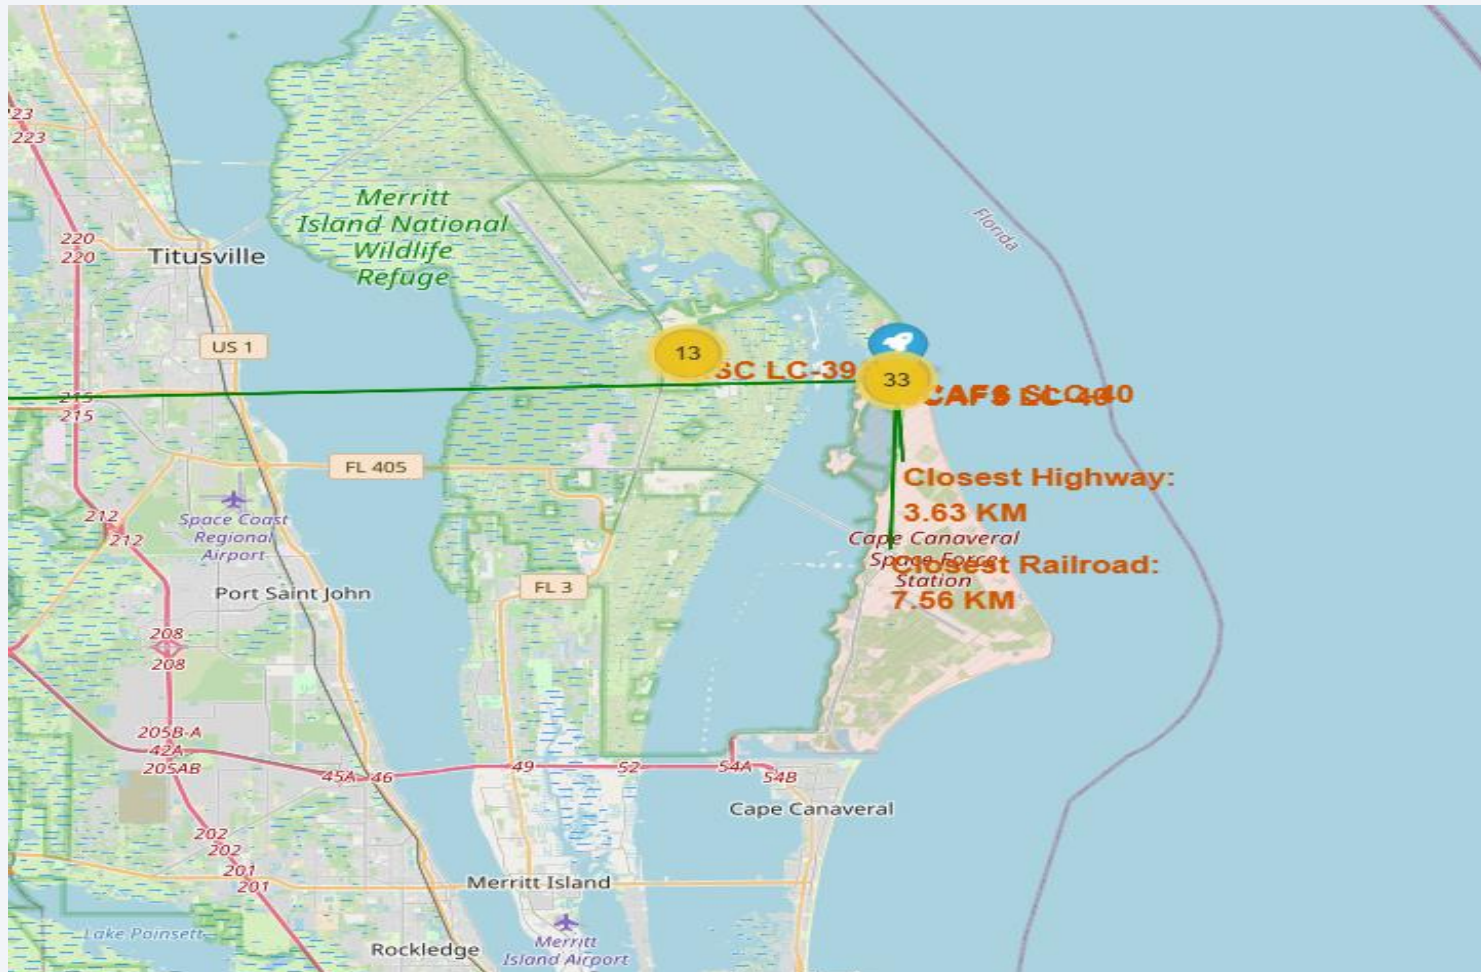 223
223
Merritt
Island National
Wildlife
Refuge
Florida
220
220
Titusville
US 1
13
SC LC-39
33
215
215
FL 405
Closest Highway:
3.63 KM
Space Coast
Regional
Airport
212
212
Cape Canaveral
Space Force
Station
Closest Railroad:
7.56 KM
FL 3
Port Saint John
208
208
205B-A
42A
205AB
45A
46
49
52
54A
54B
Cape Canaveral
202
202
201
201
Merritt Island
Lake Poinsett
Rockledge
Merritt
Island Airport